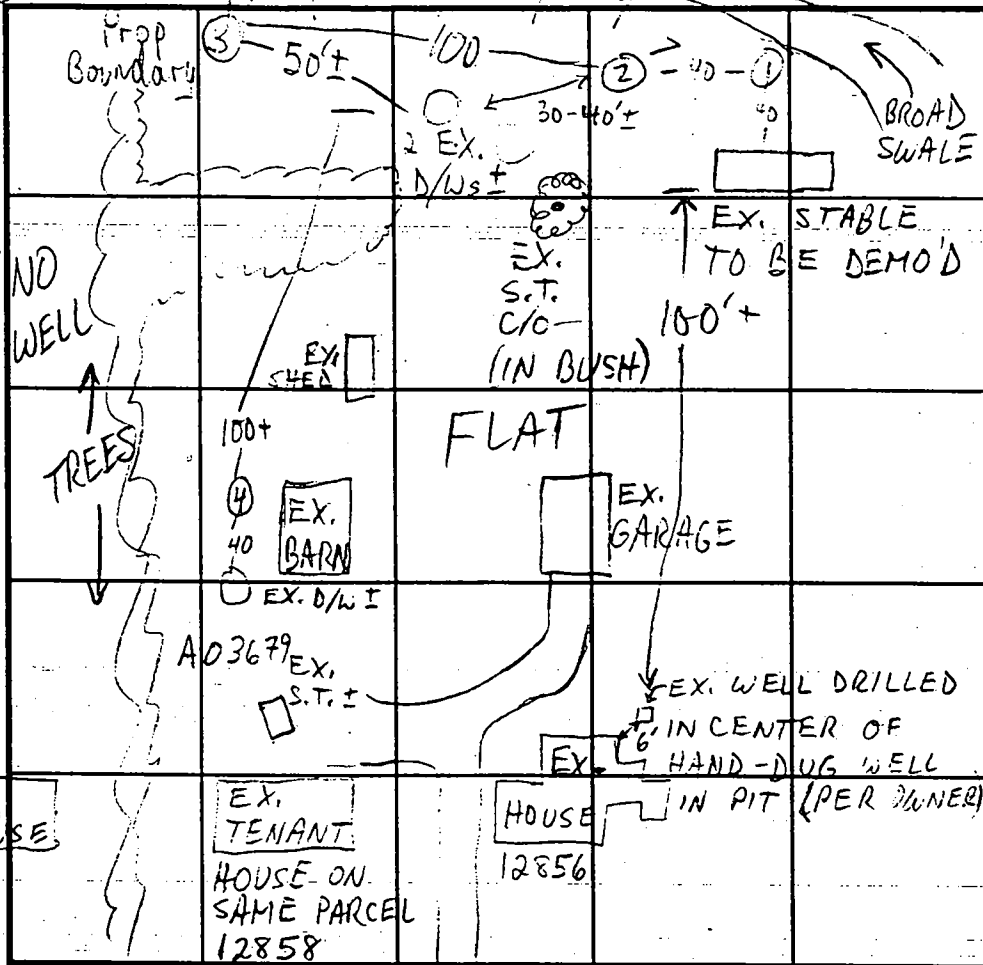 Prop
Boundary
3
50'±
100
2
40
1
40
30-40'±
BROAD
SWALE
2 EX.
D/Ws ±
EX. STABLE
TO BE DEMO'D
EX.
S.T.
C/O
(IN BUSH)
100'+
NO
WELL
TREES
EX.
SHED
FLAT
100+
4
40
EX.
BARN
EX.
GARAGE
EX. D/W ±
A03679
EX.
S.T. ±
EX. WELL DRILLED
IN CENTER OF
HAND-DUG WELL
IN PIT (PER OWNER)
6'
EX.
HOUSE
12856
EX.
TENANT
HOUSE ON
SAME PARCEL
12858